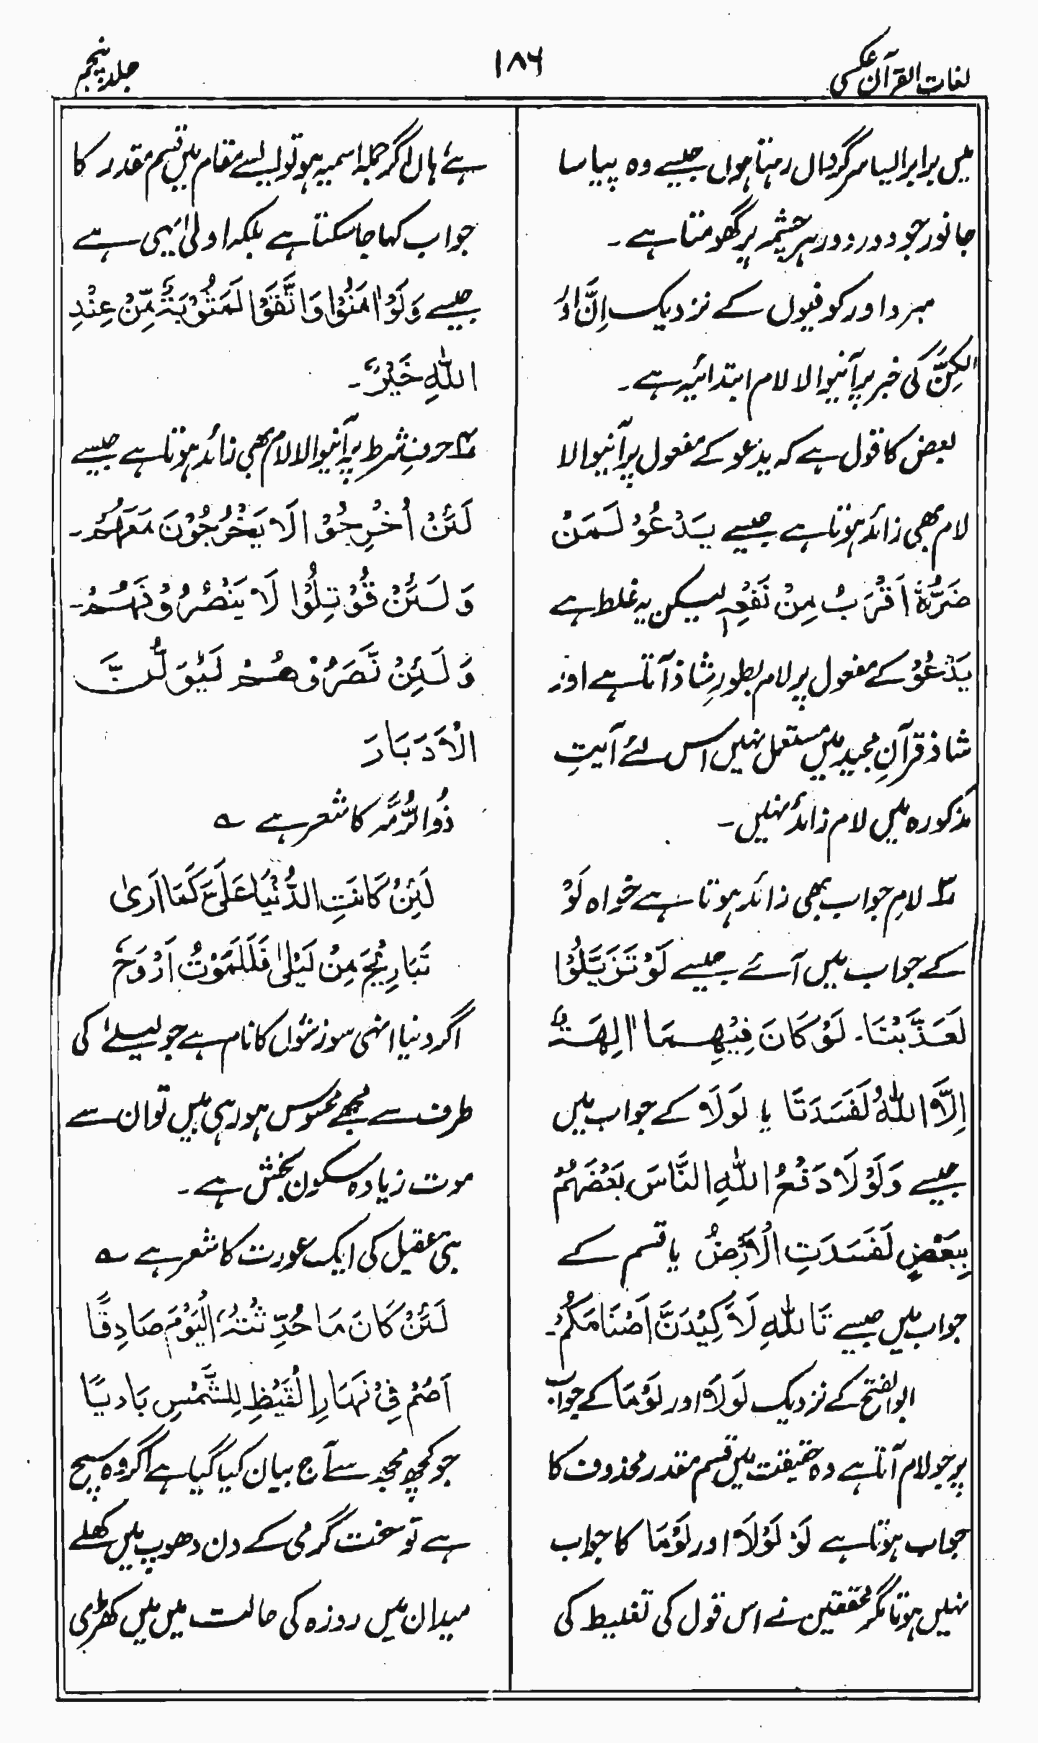 لغات القرآن عکسی
۱۸۶
جلد پنجم
میں برابر ایسا سرگرداں رہتا ہوں جیسے وہ پیاسا
جانور جو دور دور ہر چشمہ پر گھومتا ہے۔
مبرد اور کوفیوں کے نزدیک اِنَّ اور
لٰکِنَّ کی خبر پر آنیوالا لام ابتدائیہ ہے۔
بعض کا قول ہے کہ یدعو کے مفعول پر آنیوالا
لام بھی زائد ہوتا ہے جیسے یَدْعُوْ لَمَنْ
ضَرُّهٗ اَقْرَبُ مِنْ نَفْعِهٖ لیکن یہ غلط ہے
یَدْعُوْ کے مفعول پر لام بطورِ شاذ آتا ہے اور
شاذ قرآنِ مجید میں مستعمل نہیں اس لئے آیتِ
مذکورہ میں لام زائد نہیں۔
۳ لامِ جواب بھی زائد ہوتا ہے خواہ لَوْ
کے جواب میں آئے جیسے لَوْ تَزَیَّلُوْا
لَعَذَّبْنَا۔ لَوْ کَانَ فِیْهِمَا اٰلِهَةٌ
اِلَّا اللّٰهُ لَفَسَدَتَا یا لَوْلَا کے جواب میں
جیسے وَلَوْلَا دَفْعُ اللّٰهِ النَّاسَ بَعْضَهُمْ
بِبَعْضٍ لَفَسَدَتِ الْاَرْضُ یا قسم کے
جواب میں جیسے تَاللّٰهِ لَاَكِیْدَنَّ اَصْنَامَكُمْ۔
ابوالفتح کے نزدیک لَوْلَا اور لَوْمَا کے جواب
پر جو لام آتا ہے وہ حقیقت میں قسم مقدر محذوف کا
جواب ہوتا ہے لَوْ لَوْلَا اور لَوْمَا کا جواب
نہیں ہوتا مگر محققین نے اس قول کی تغلیط کی
ہے ہاں اگر جملہ اسمیہ ہو تو ایسے مقام میں قسم مقدر کا
جواب کہا جا سکتا ہے بلکہ اولیٰ یہی ہے
جیسے وَلَوْ اٰمَنُوْا وَاتَّقَوْا لَمَثُوْبَةٌ مِّنْ عِنْدِ
اللّٰهِ خَیْرٌ۔
۴ حرفِ شرط پر آنیوالا لام بھی زائد ہوتا ہے جیسے
لَئِنْ اُخْرِجُوْا لَا یَخْرُجُوْنَ مَعَهُمْ۔
وَلَئِنْ قُوْتِلُوْا لَا یَنْصُرُوْنَهُمْ۔
وَلَئِنْ نَّصَرُوْهُمْ لَیُوَلُّنَّ
الْاَدْبَارَ
ذُوالرُّمَّہ کا شعر ہے ؎
لَئِنْ كَانَتِ الدُّنْیَا عَلَیَّ كَمَا اَرٰی
تَبَارِیْحَ مِنْ لَیْلٰی فَلَلْمَوْتُ اَرْوَحُ
اگر دنیا انہی سوزشوں کا نام ہے جو لیلےٰ کی
طرف سے مجھے محسوس ہو رہی ہیں تو ان سے
موت زیادہ سکون بخش ہے۔
بنی عقیل کی ایک عورت کا شعر ہے ؎
لَئِنْ كَانَ مَا حُدِّثْتُهُ الْیَوْمَ صَادِقًا
اَصُمْ فِیْ نَهَارِ الْقَیْظِ لِلشَّمْسِ بَادِیًا
جو کچھ مجھ سے آج بیان کیا گیا ہے اگر وہ سچ
ہے تو سخت گرمی کے دن دھوپ میں کھلے
میدان میں روزہ کی حالت میں میں کھڑی